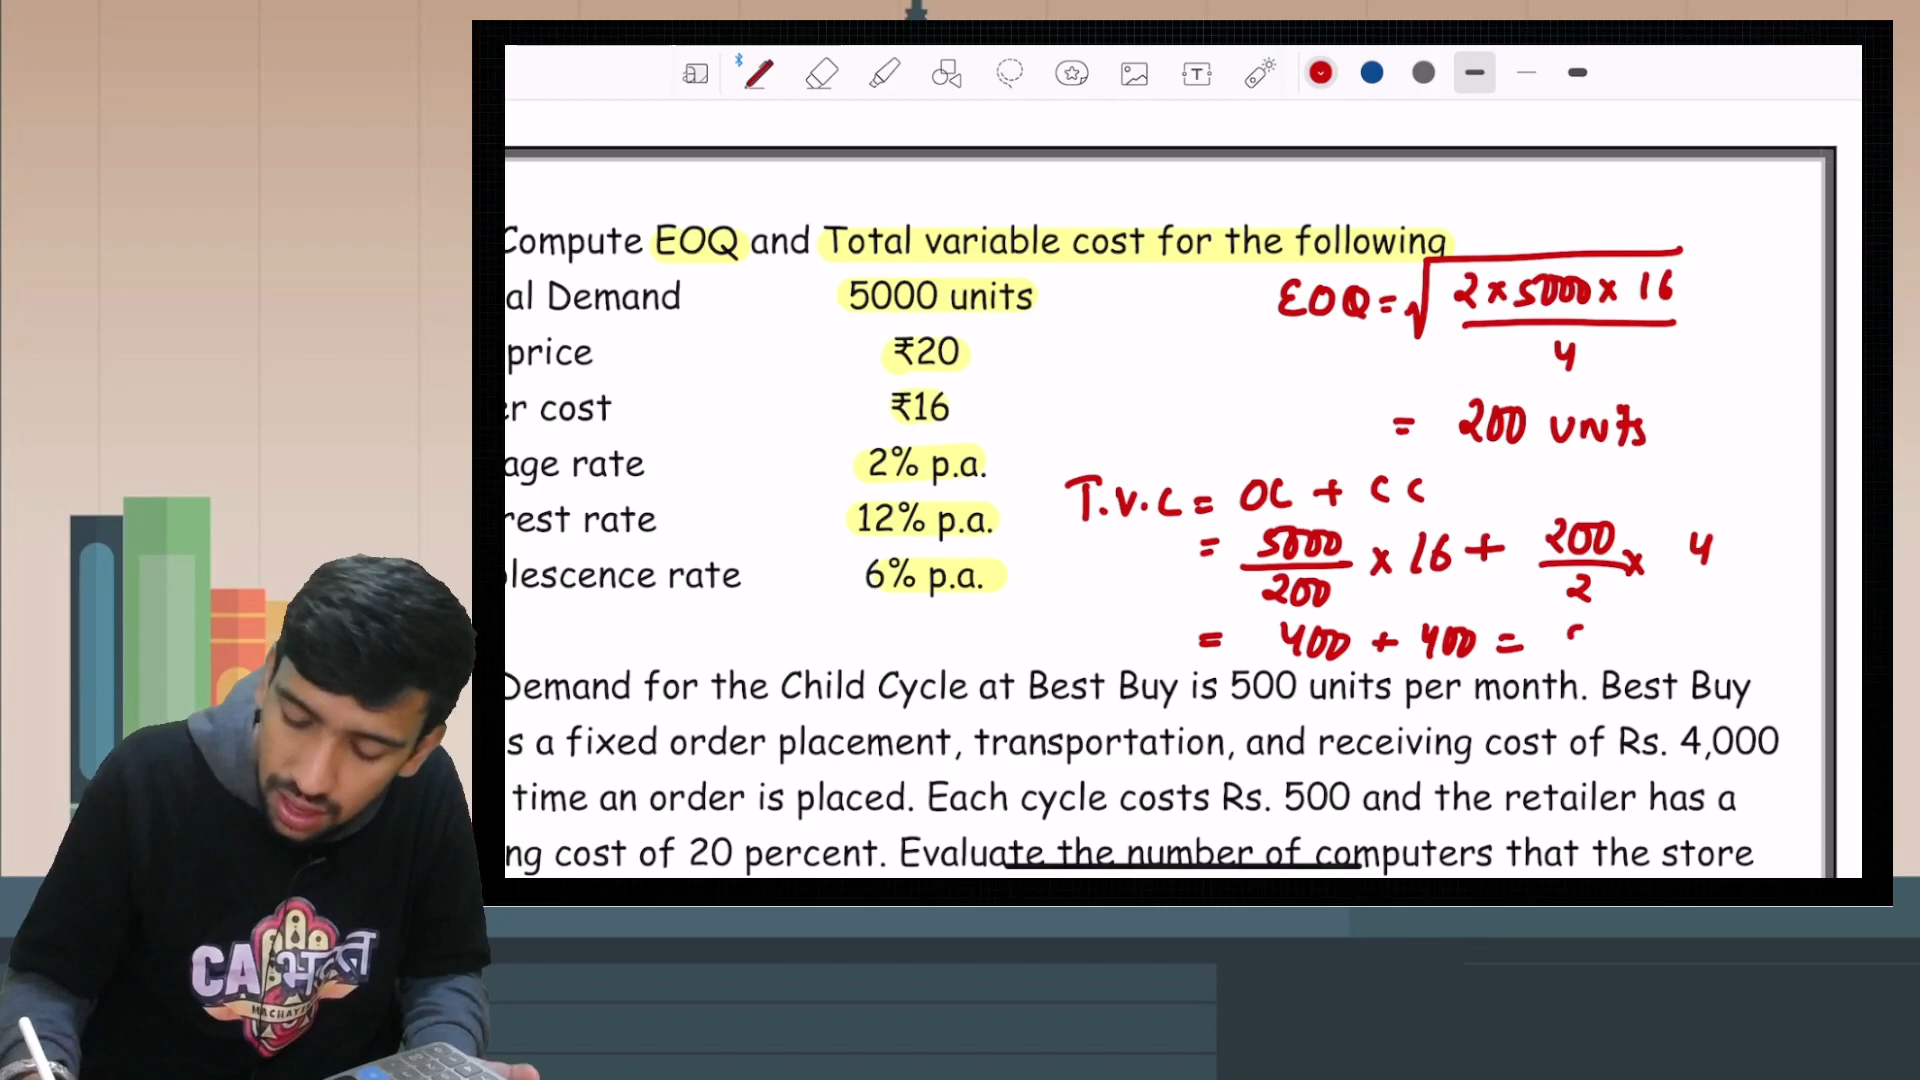 Compute EOQ and Total variable cost for the following
al Demand 5000 units
price ₹20
er cost ₹16
age rate 2% p.a.
rest rate 12% p.a.
lescence rate 6% p.a.
EOQ = √ 2 × 5000 × 16
4
= 200 units
T.V.C = OC + CC
= 5000/200 × 16 + 200/2 × 4
= 400 + 400 =
Demand for the Child Cycle at Best Buy is 500 units per month. Best Buy
s a fixed order placement, transportation, and receiving cost of Rs. 4,000
time an order is placed. Each cycle costs Rs. 500 and the retailer has a
ng cost of 20 percent. Evaluate the number of computers that the store
CA भारत
MACHAYE